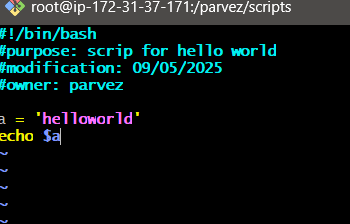 root@ip-172-31-37-171:/parvez/scripts
#!/bin/bash
#purpose: scrip for hello world
#modification: 09/05/2025
#owner: parvez
a = 'helloworld'
echo $a
~
~
~
~
~